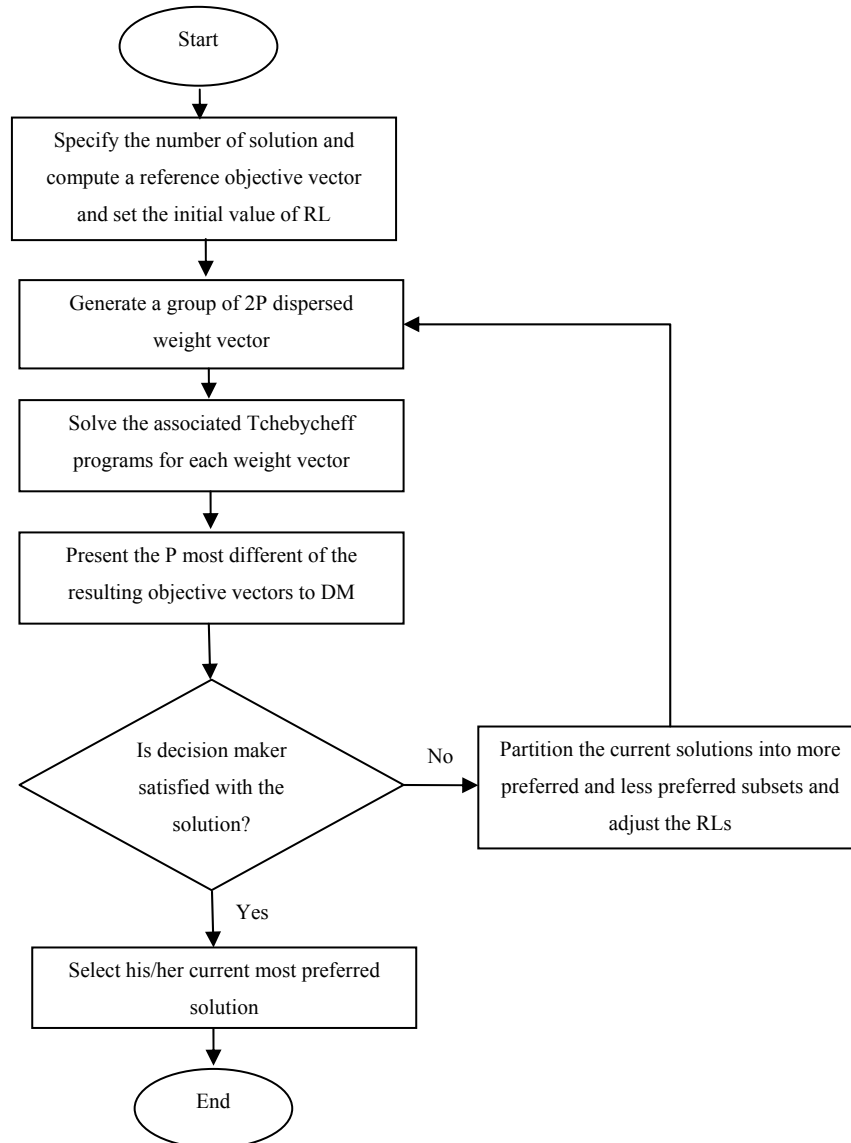 Start
Specify the number of solution and
compute a reference objective vector
and set the initial value of RL
Generate a group of 2P dispersed
weight vector
Solve the associated Tchebycheff
programs for each weight vector
Present the P most different of the
resulting objective vectors to DM
Is decision maker
satisfied with the
solution?
No
Partition the current solutions into more
preferred and less preferred subsets and
adjust the RLs
Yes
Select his/her current most preferred
solution
End